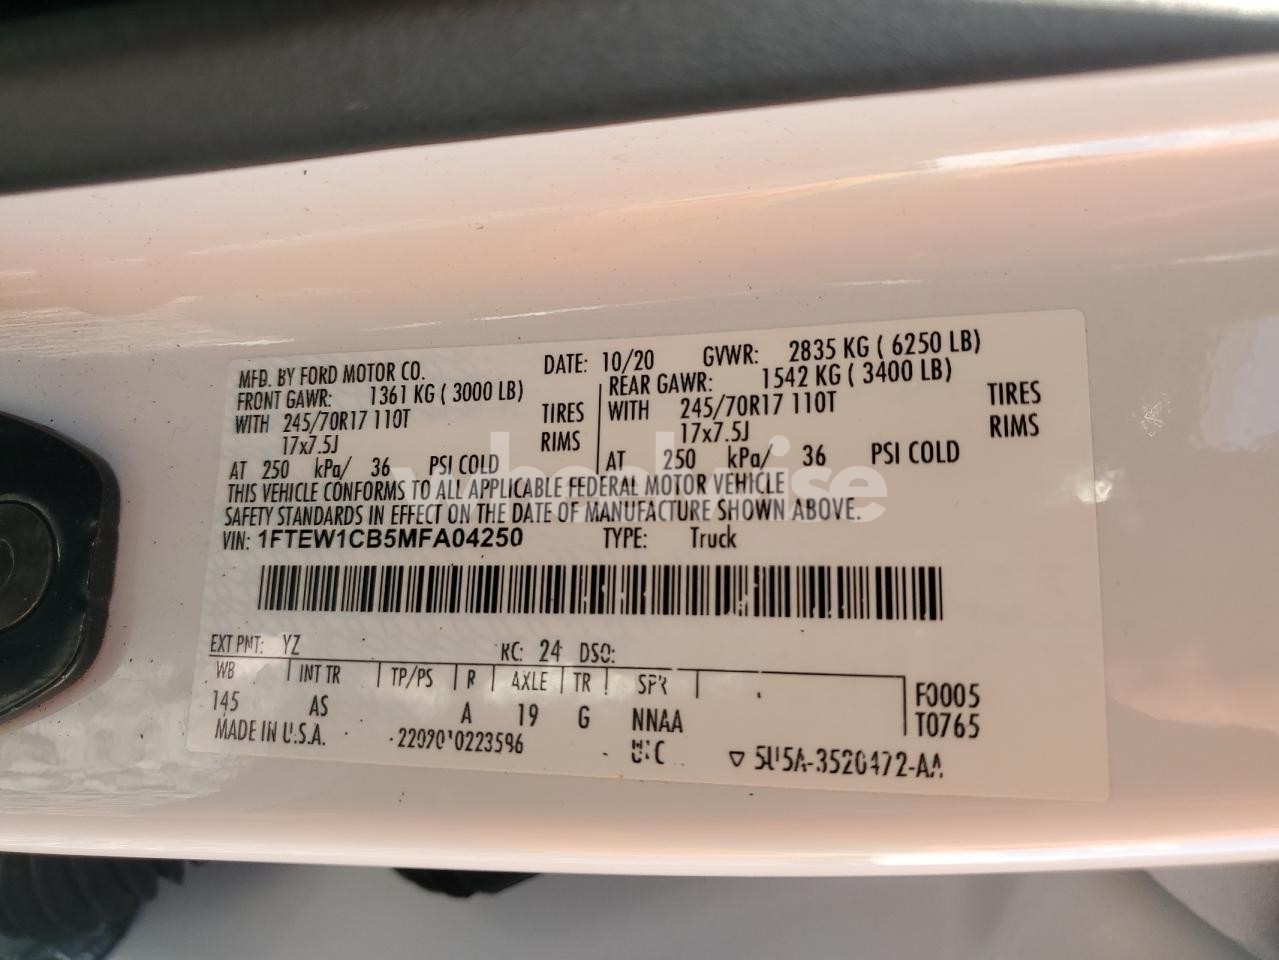 MFD. BY FORD MOTOR CO. DATE: 10/20 GVWR: 2835 KG ( 6250 LB)
FRONT GAWR: 1361 KG ( 3000 LB) REAR GAWR: 1542 KG ( 3400 LB)
WITH 245/70R17 110T TIRES WITH 245/70R17 110T TIRES
17x7.5J RIMS 17x7.5J RIMS
AT 250 kPa/ 36 PSI COLD AT 250 kPa/ 36 PSI COLD
THIS VEHICLE CONFORMS TO ALL APPLICABLE FEDERAL MOTOR VEHICLE
SAFETY STANDARDS IN EFFECT ON THE DATE OF MANUFACTURE SHOWN ABOVE.
VIN: 1FTEW1CB5MFA04250 TYPE: Truck
EXT PNT: YZ RC: 24 DSO:
WB INT TR TP/PS R AXLE TR SPR
145 AS A 19 G NNAA F0005
T0765
MADE IN U.S.A.